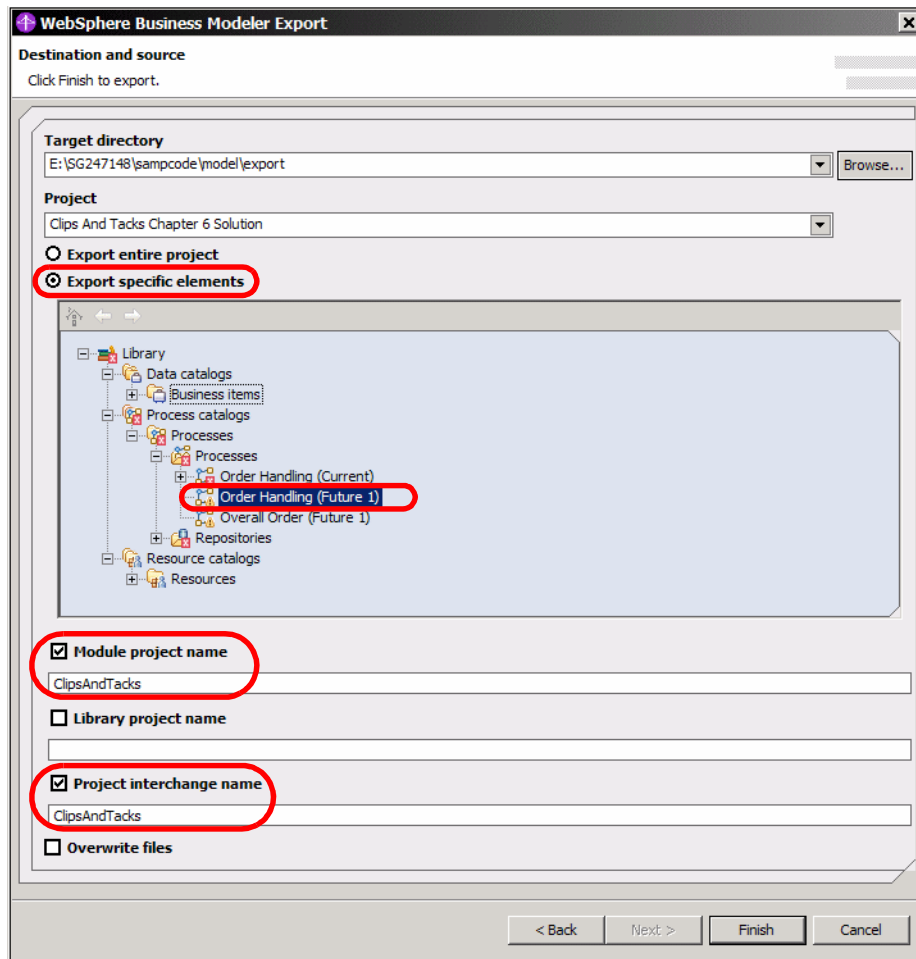 WebSphere Business Modeler Export
Destination and source
Click Finish to export.
Target directory
E:\SG247148\sampcode\model\export
Browse...
Project
Clips And Tacks Chapter 6 Solution
Export entire project
Export specific elements
Library
Data catalogs
Business items
Process catalogs
Processes
Processes
Order Handling (Current)
Order Handling (Future 1)
Overall Order (Future 1)
Repositories
Resource catalogs
Resources
Module project name
ClipsAndTacks
Library project name
Project interchange name
ClipsAndTacks
Overwrite files
< Back Next > Finish Cancel